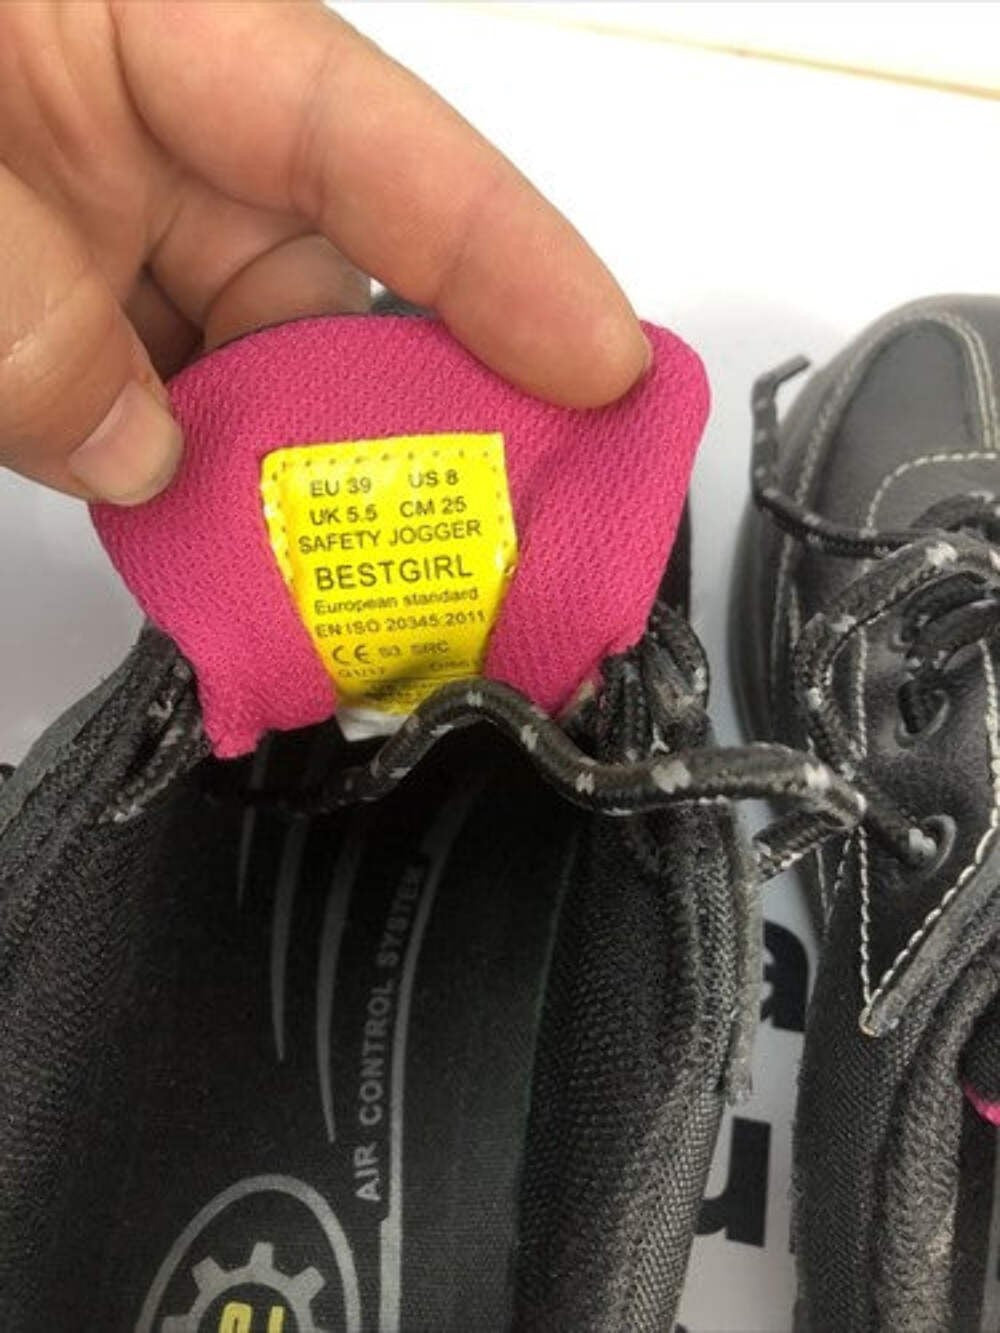 EU 39 US 8
UK 5.5 CM 25
SAFETY JOGGER
BESTGIRL
European standard
EN ISO 20345:2011
CE S3 SRC
AIR CONTROL SYSTEM